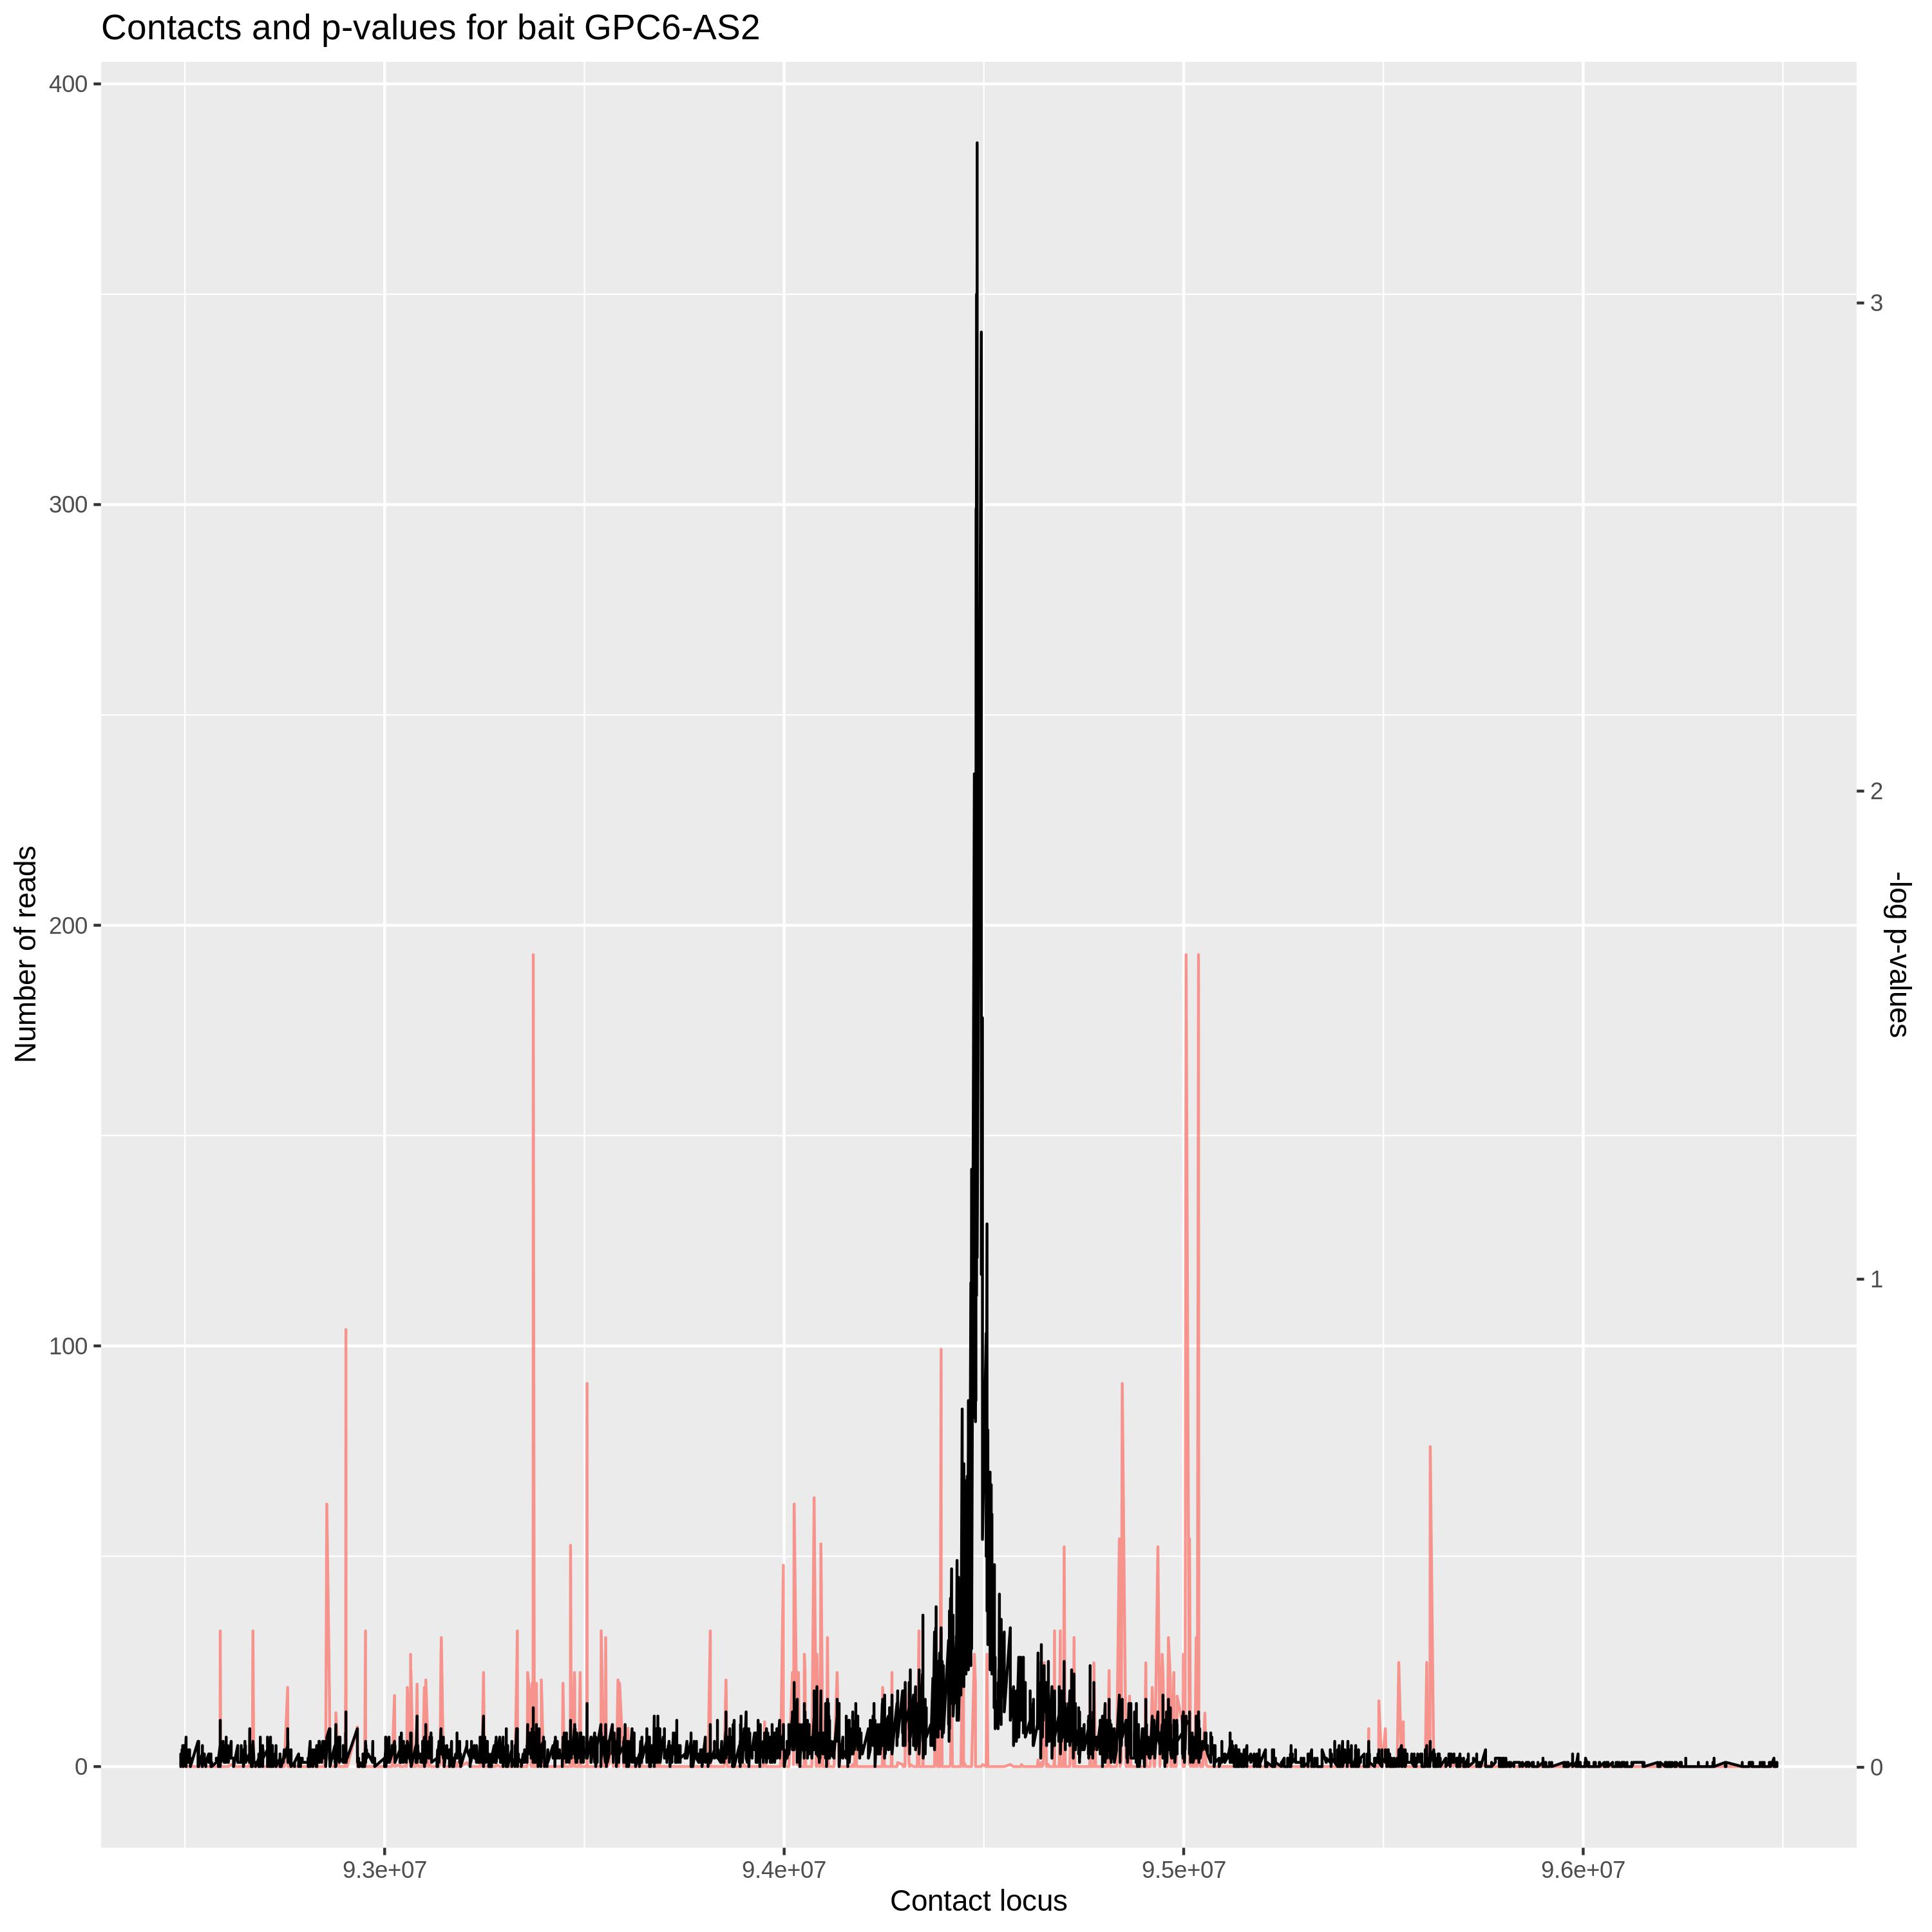 Contacts and p-values for bait GPC6-AS2
400
300
200
100
0
Number of reads
3
2
1
0
-log p-values
9.3e+07
9.4e+07
9.5e+07
9.6e+07
Contact locus